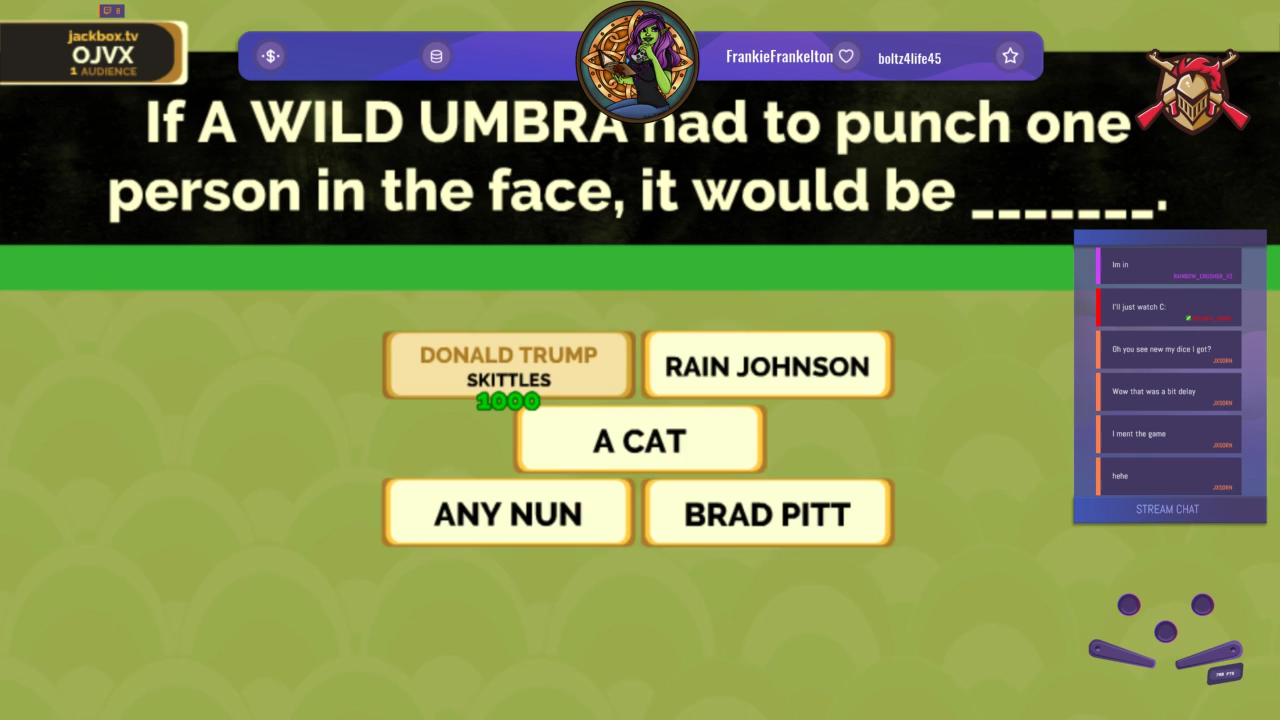 8
jackbox.tv
OJVX
1 AUDIENCE
FrankieFrankelton
boltz4life45
If A WILD UMBRA had to punch one
person in the face, it would be _______.
DONALD TRUMP
SKITTLES
1000
RAIN JOHNSON
A CAT
ANY NUN
BRAD PITT
Im in
RAINBOW_CRUSHER_V2
I'll just watch C:
Oh you see new my dice I got?
JXSORN
Wow that was a bit delay
JXSORN
I ment the game
JXSORN
hehe
JXSORN
STREAM CHAT